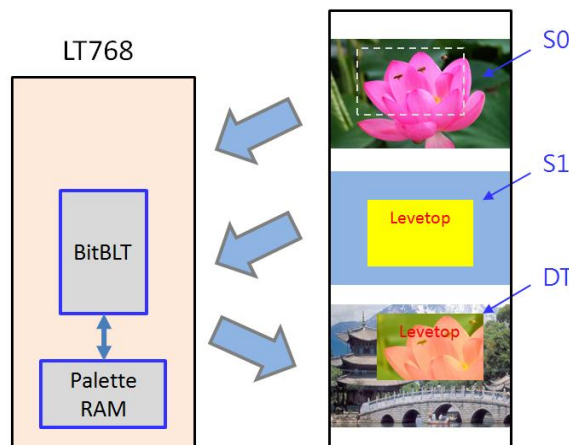 LT768
BitBLT
Palette
RAM
S0
Levetop
S1
Levetop
DT